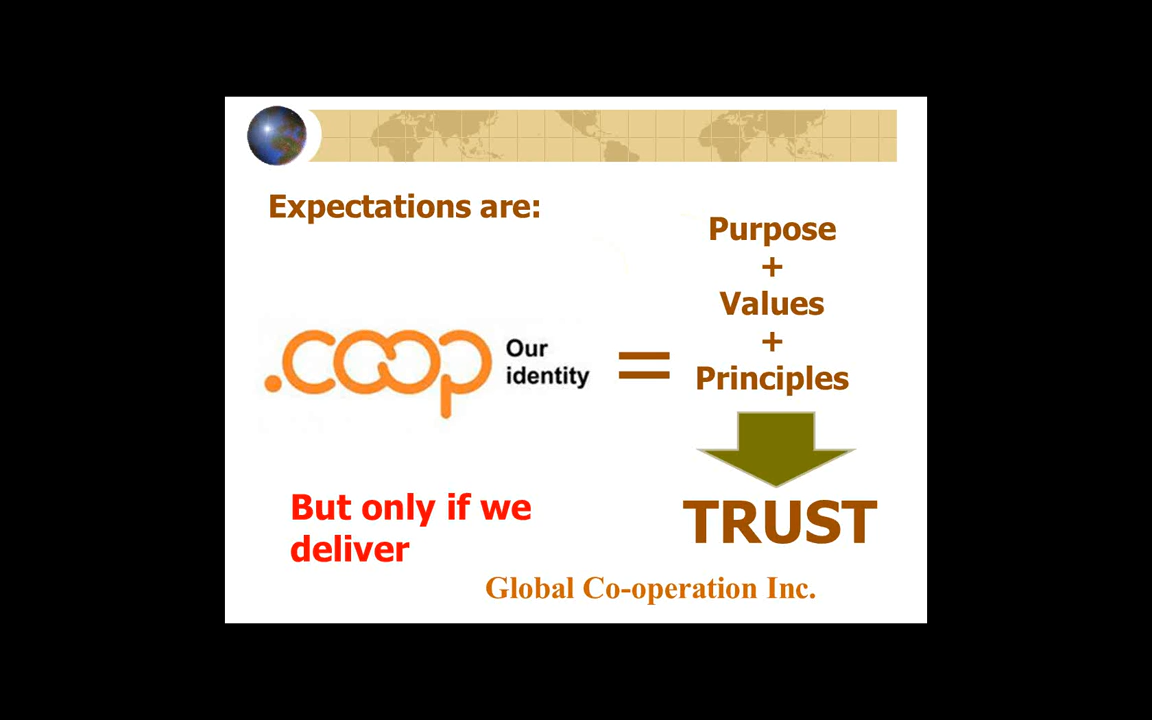 Expectations are:
.coop
Our
identity
=
Purpose
+
Values
+
Principles
TRUST
But only if we
deliver
Global Co-operation Inc.